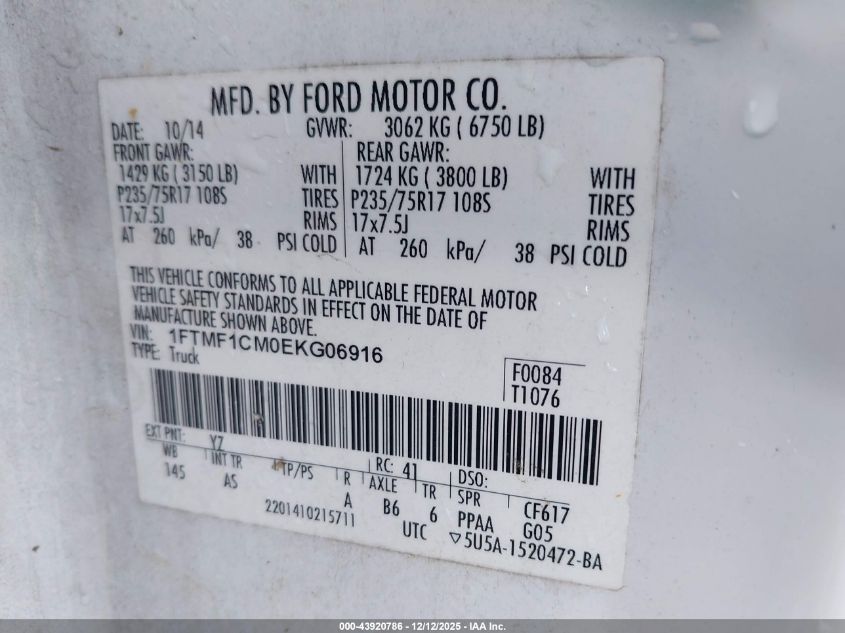 MFD. BY FORD MOTOR CO.
DATE: 10/14 GVWR: 3062 KG ( 6750 LB)
FRONT GAWR: REAR GAWR:
1429 KG ( 3150 LB) WITH 1724 KG ( 3800 LB) WITH
P235/75R17 108S TIRES P235/75R17 108S TIRES
17x7.5J RIMS 17x7.5J RIMS
AT 260 kPa/ 38 PSI COLD AT 260 kPa/ 38 PSI COLD
THIS VEHICLE CONFORMS TO ALL APPLICABLE FEDERAL MOTOR
VEHICLE SAFETY STANDARDS IN EFFECT ON THE DATE OF
MANUFACTURE SHOWN ABOVE.
VIN: 1FTMF1CM0EKG06916
TYPE: Truck
F0084
T1076
EXT PNT: YZ RC: 41 DSO:
WB INT TR TP/PS R AXLE TR SPR CF617
145 AS A B6 6 PPAA G05
2201410215711 UTC ▽5U5A-1520472-BA
000-43920786 - 12/12/2025 - IAA Inc.